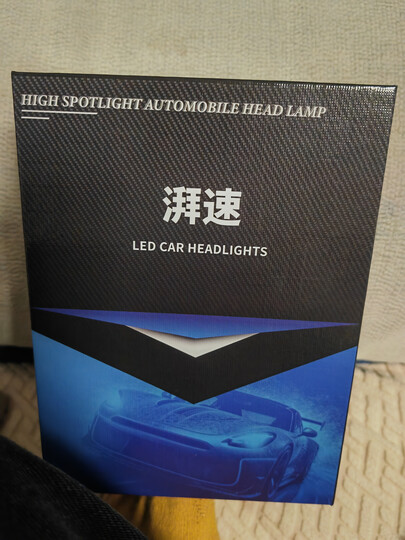 HIGH SPOTLIGHT AUTOMOBILE HEAD LAMP
湃速
LED CAR HEADLIGHTS